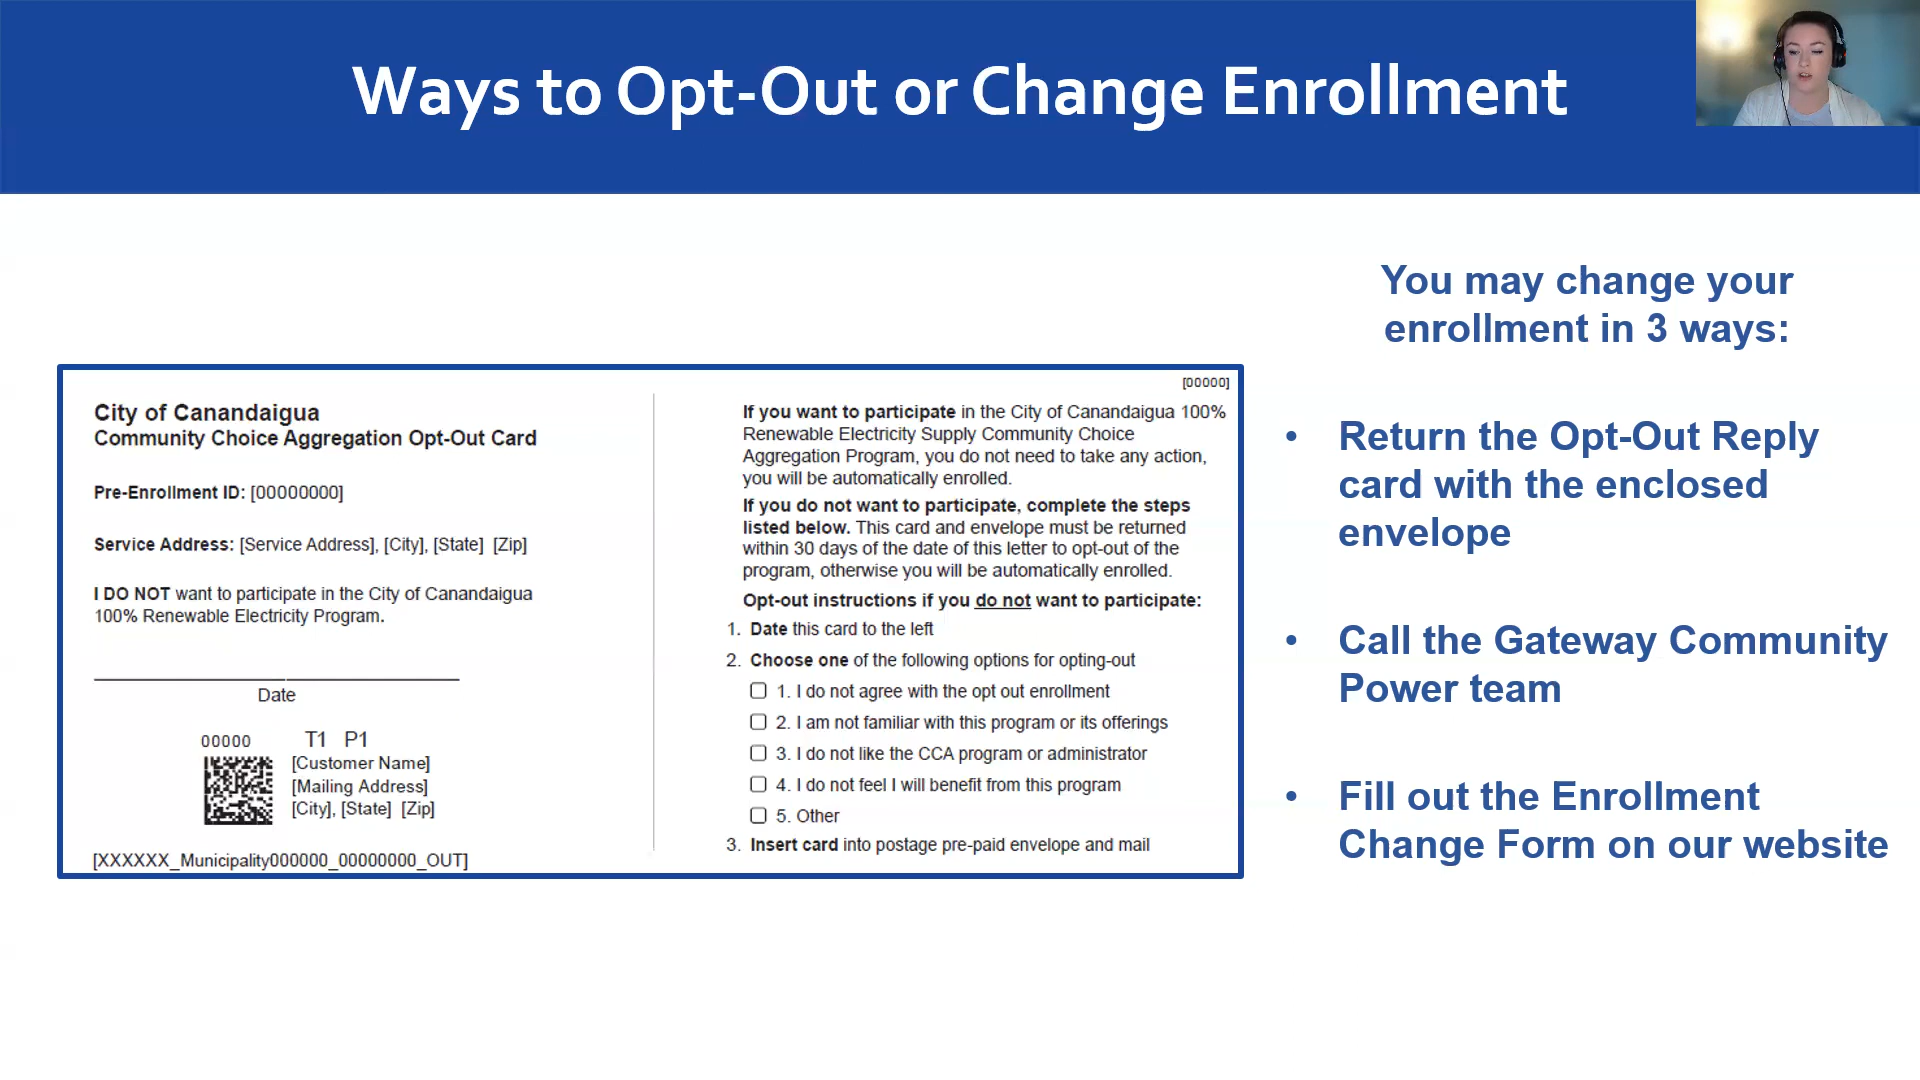 Ways to Opt-Out or Change Enrollment
City of Canandaigua
Community Choice Aggregation Opt-Out Card
Pre-Enrollment ID: [00000000]
Service Address: [Service Address], [City], [State] [Zip]
I DO NOT want to participate in the City of Canandaigua
100% Renewable Electricity Program.
Date
00000 T1 P1
[Customer Name]
[Mailing Address]
[City], [State] [Zip]
[XXXXXX_Municipality000000_00000000_OUT]
[00000]
If you want to participate in the City of Canandaigua 100%
Renewable Electricity Supply Community Choice
Aggregation Program, you do not need to take any action,
you will be automatically enrolled.
If you do not want to participate, complete the steps
listed below. This card and envelope must be returned
within 30 days of the date of this letter to opt-out of the
program, otherwise you will be automatically enrolled.
Opt-out instructions if you do not want to participate:
1. Date this card to the left
2. Choose one of the following options for opting-out
1. I do not agree with the opt out enrollment
2. I am not familiar with this program or its offerings
3. I do not like the CCA program or administrator
4. I do not feel I will benefit from this program
5. Other
3. Insert card into postage pre-paid envelope and mail
You may change your
enrollment in 3 ways:
• Return the Opt-Out Reply
card with the enclosed
envelope
• Call the Gateway Community
Power team
• Fill out the Enrollment
Change Form on our website